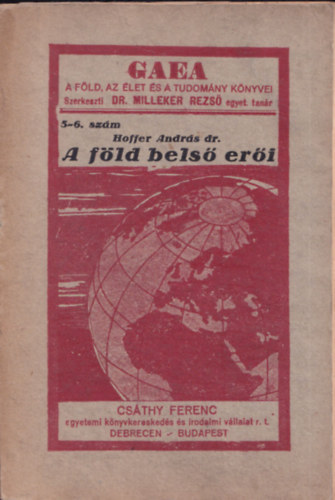 GAEA
A FÖLD, AZ ÉLET ÉS A TUDOMÁNY KÖNYVEI
Szerkeszti DR. MILLEKER REZSŐ egyet. tanár
5–6. szám
Hoffer András dr.
A föld belső erői
CSÁTHY FERENC
egyetemi könyvkereskedés és irodalmi vállalat r. t.
DEBRECEN – BUDAPEST